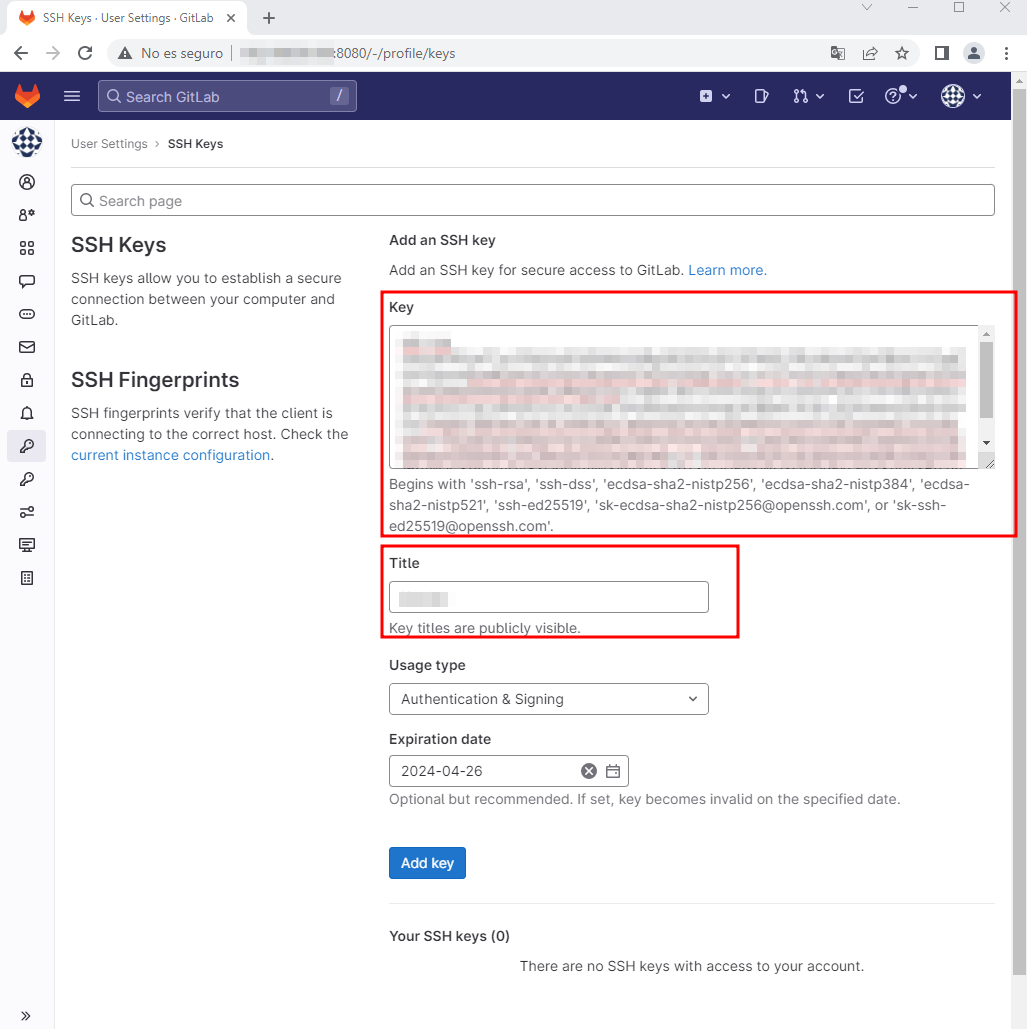 SSH Keys · User Settings · GitLab
No es seguro
:8080/-/profile/keys
Search GitLab
/
User Settings › SSH Keys
Search page
SSH Keys
SSH keys allow you to establish a secure
connection between your computer and
GitLab.
SSH Fingerprints
SSH fingerprints verify that the client is
connecting to the correct host. Check the
current instance configuration.
Add an SSH key
Add an SSH key for secure access to GitLab. Learn more.
Key
Begins with 'ssh-rsa', 'ssh-dss', 'ecdsa-sha2-nistp256', 'ecdsa-sha2-nistp384', 'ecdsa-
sha2-nistp521', 'ssh-ed25519', 'sk-ecdsa-sha2-nistp256@openssh.com', or 'sk-ssh-
ed25519@openssh.com'.
Title
Key titles are publicly visible.
Usage type
Authentication & Signing
Expiration date
2024-04-26
Optional but recommended. If set, key becomes invalid on the specified date.
Add key
Your SSH keys (0)
There are no SSH keys with access to your account.